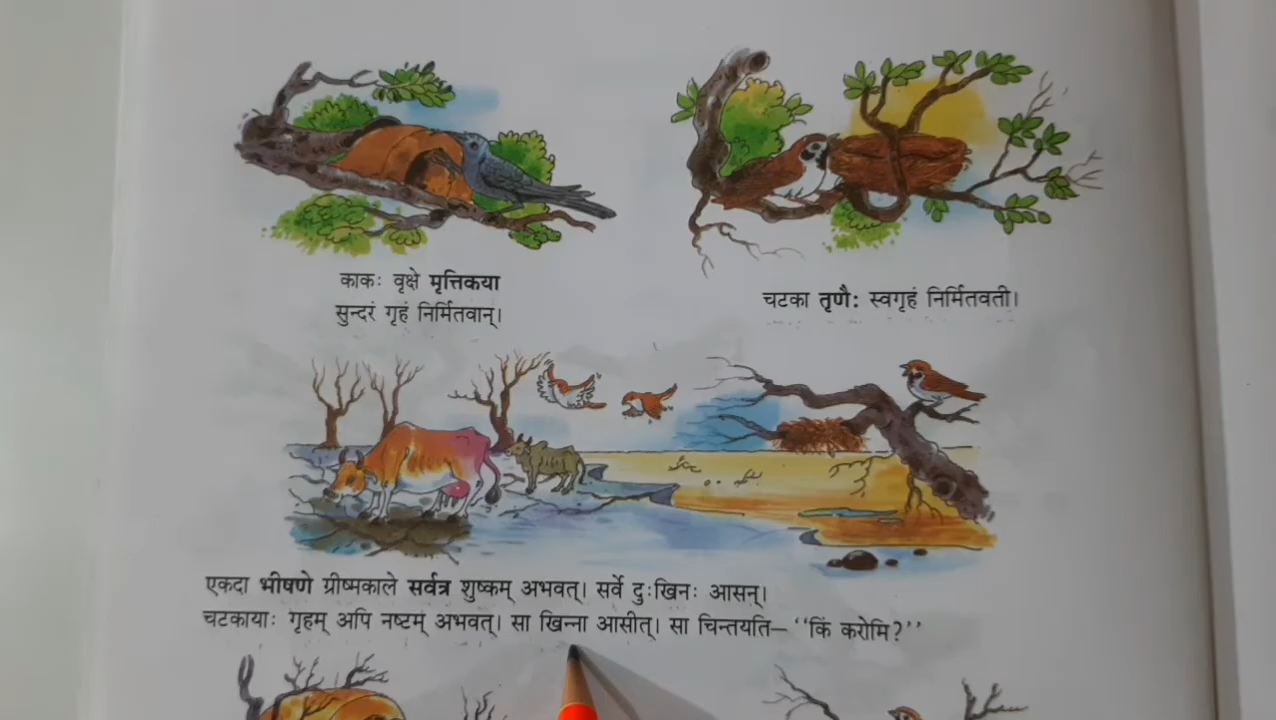 काकः वृक्षे मृत्तिकया
सुन्दरं गृहं निर्मितवान्।
चटका तृणैः स्वगृहं निर्मितवती।
एकदा भीषणे ग्रीष्मकाले सर्वत्र शुष्कम् अभवत्। सर्वे दुःखिनः आसन्।
चटकायाः गृहम् अपि नष्टम् अभवत्। सा खिन्ना आसीत्। सा चिन्तयति– ‘‘किं करोमि?’’